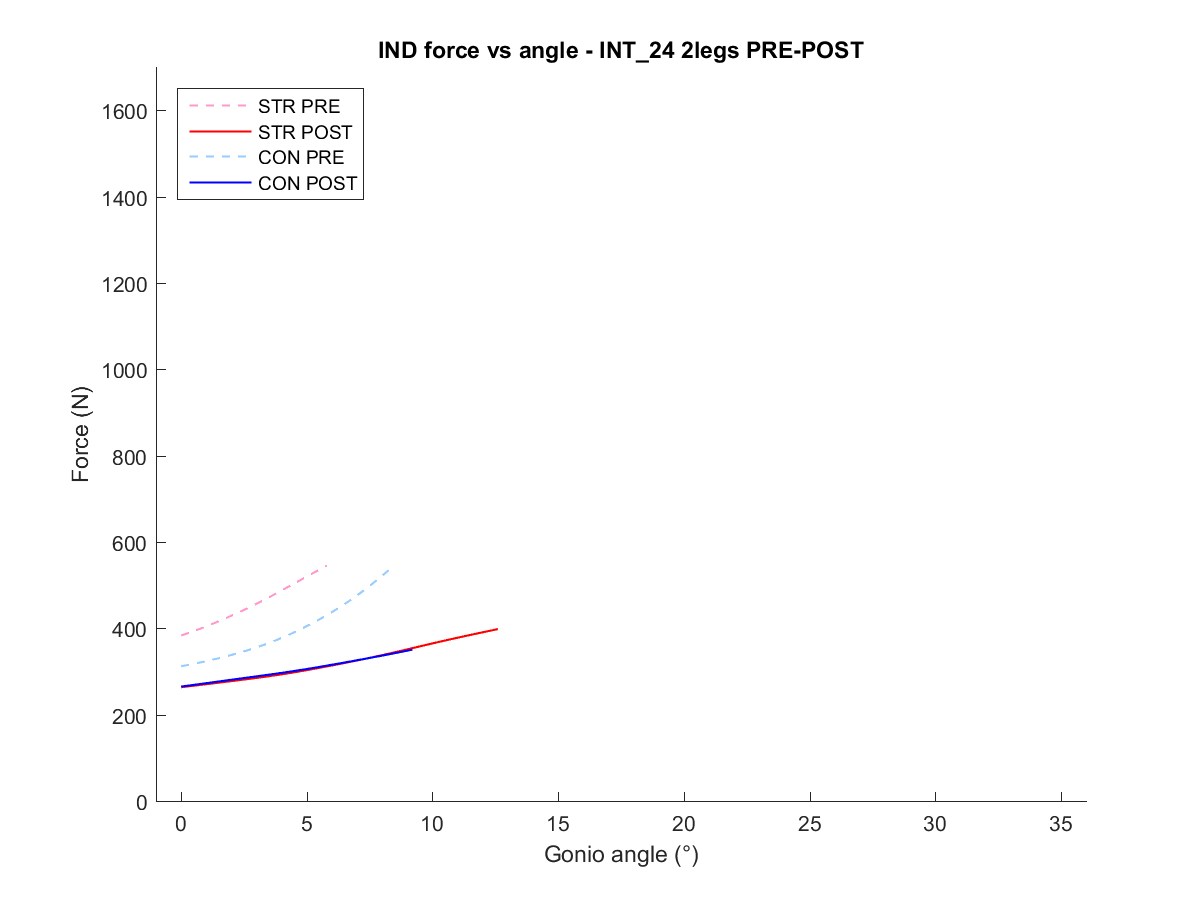 IND force vs angle - INT_24 2legs PRE-POST
STR PRE
STR POST
CON PRE
CON POST
1600
1400
1200
1000
800
600
400
200
0
Force (N)
0 5 10 15 20 25 30 35
Gonio angle (°)